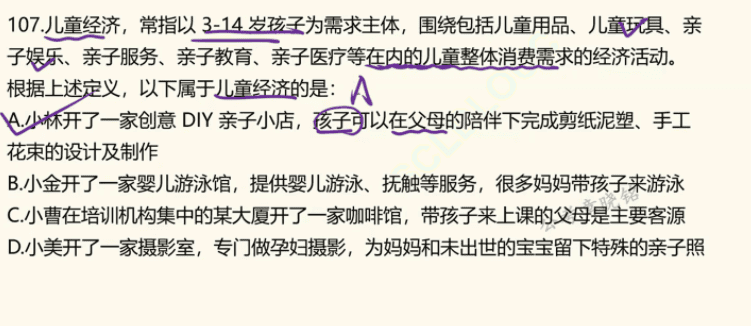 107.儿童经济，常指以 3-14 岁孩子为需求主体，围绕包括儿童用品、儿童玩具、亲
子娱乐、亲子服务、亲子教育、亲子医疗等在内的儿童整体消费需求的经济活动。
根据上述定义，以下属于儿童经济的是： A
A.小林开了一家创意 DIY 亲子小店，孩子可以在父母的陪伴下完成剪纸泥塑、手工
花束的设计及制作
B.小金开了一家婴儿游泳馆，提供婴儿游泳、抚触等服务，很多妈妈带孩子来游泳
C.小曹在培训机构集中的某大厦开了一家咖啡馆，带孩子来上课的父母是主要客源
D.小美开了一家摄影室，专门做孕妇摄影，为妈妈和未出世的宝宝留下特殊的亲子照